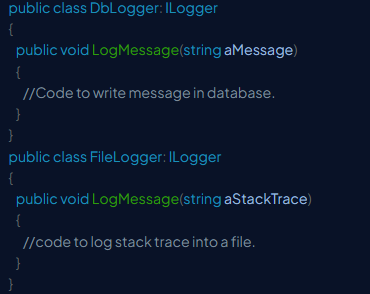 public class DbLogger: ILogger
{
public void LogMessage(string aMessage)
{
//Code to write message in database.
}
}
public class FileLogger: ILogger
{
public void LogMessage(string aStackTrace)
{
//code to log stack trace into a file.
}
}